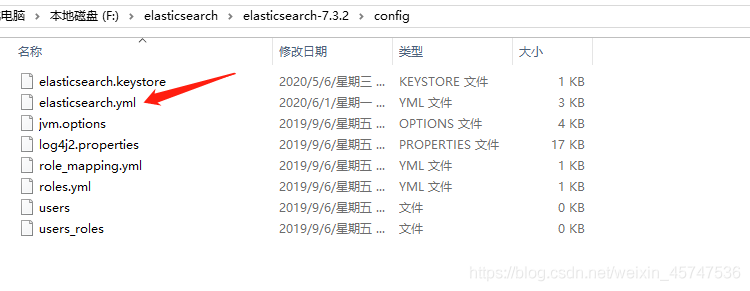 电脑 > 本地磁盘 (F:) > elasticsearch > elasticsearch-7.3.2 > config
名称 修改日期 类型 大小
elasticsearch.keystore 2020/5/6/星期三 ... KEYSTORE 文件 1 KB
elasticsearch.yml 2020/6/1/星期一 ... YML 文件 3 KB
jvm.options 2019/9/6/星期五 ... OPTIONS 文件 4 KB
log4j2.properties 2019/9/6/星期五 ... PROPERTIES 文件 17 KB
role_mapping.yml 2019/9/6/星期五 ... YML 文件 1 KB
roles.yml 2019/9/6/星期五 ... YML 文件 1 KB
users 2019/9/6/星期五 ... 文件 0 KB
users_roles 2019/9/6/星期五 ... 文件 0 KB
https://blog.csdn.net/weixin_45747536